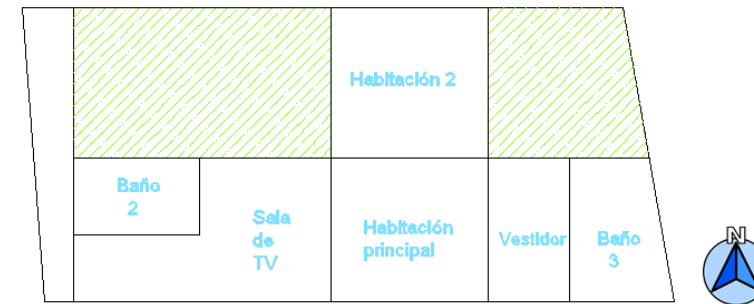 Habitación 2
Baño
2
Sala
de
TV
Habitación
principal
Vestidor
Baño
3
N